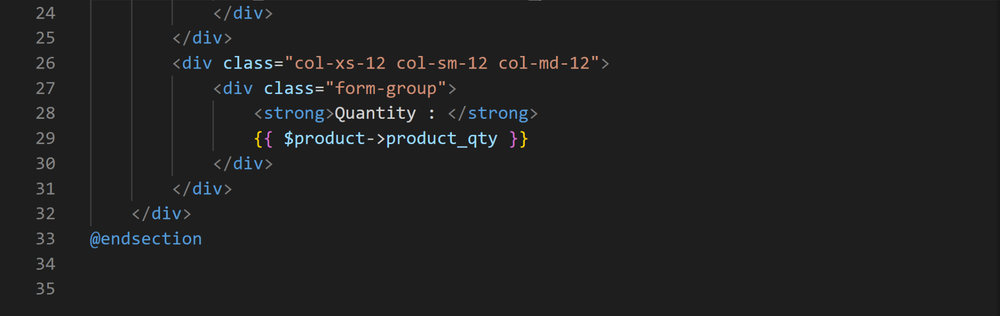 24                </div>
25            </div>
26            <div class="col-xs-12 col-sm-12 col-md-12">
27                <div class="form-group">
28                    <strong>Quantity : </strong>
29                    {{ $product->product_qty }}
30                </div>
31            </div>
32        </div>
33    @endsection
34
35